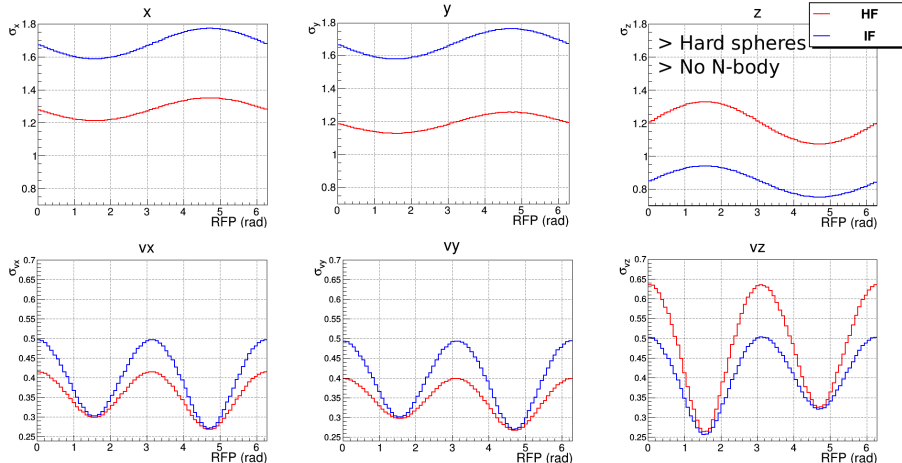 x
σx
1.8
1.6
1.4
1.2
1
0.8
0 1 2 3 4 5 6
RFP (rad)
y
σy
1.8
1.6
1.4
1.2
1
0.8
0 1 2 3 4 5 6
RFP (rad)
z
σz
1.8
1.6
1.4
1.2
1
0.8
0 1 2 3 4 5 6
RFP (rad)
HF
IF
> Hard spheres
> No N-body
vx
σvx
0.7
0.65
0.6
0.55
0.5
0.45
0.4
0.35
0.3
0.25
0 1 2 3 4 5 6
RFP (rad)
vy
σvy
0.7
0.65
0.6
0.55
0.5
0.45
0.4
0.35
0.3
0.25
0 1 2 3 4 5 6
RFP (rad)
vz
σvz
0.7
0.65
0.6
0.55
0.5
0.45
0.4
0.35
0.3
0.25
0 1 2 3 4 5 6
RFP (rad)